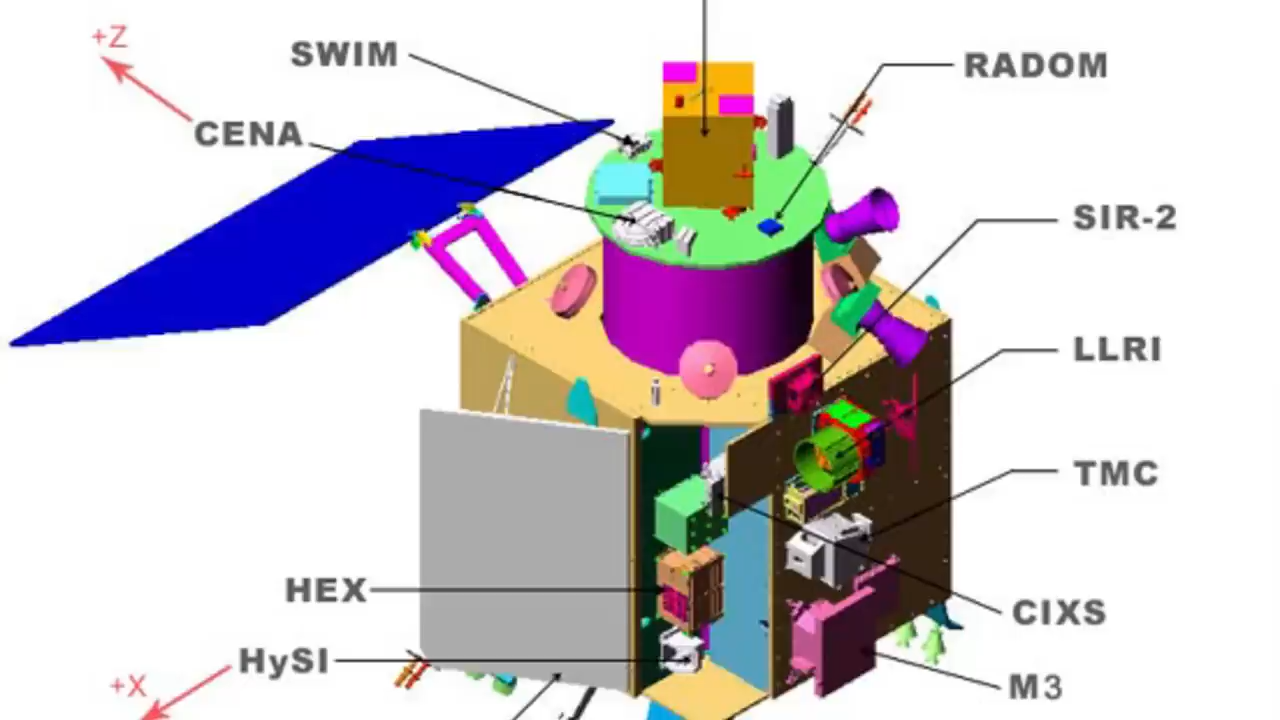 +Z
SWIM
RADOM
CENA
SIR-2
LLRI
TMC
HEX
CIXS
HySI
M3
+X